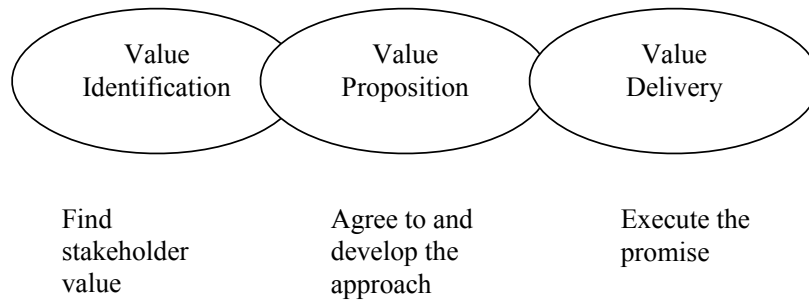 Value
Identification
Value
Proposition
Value
Delivery
Find
stakeholder
value
Agree to and
develop the
approach
Execute the
promise